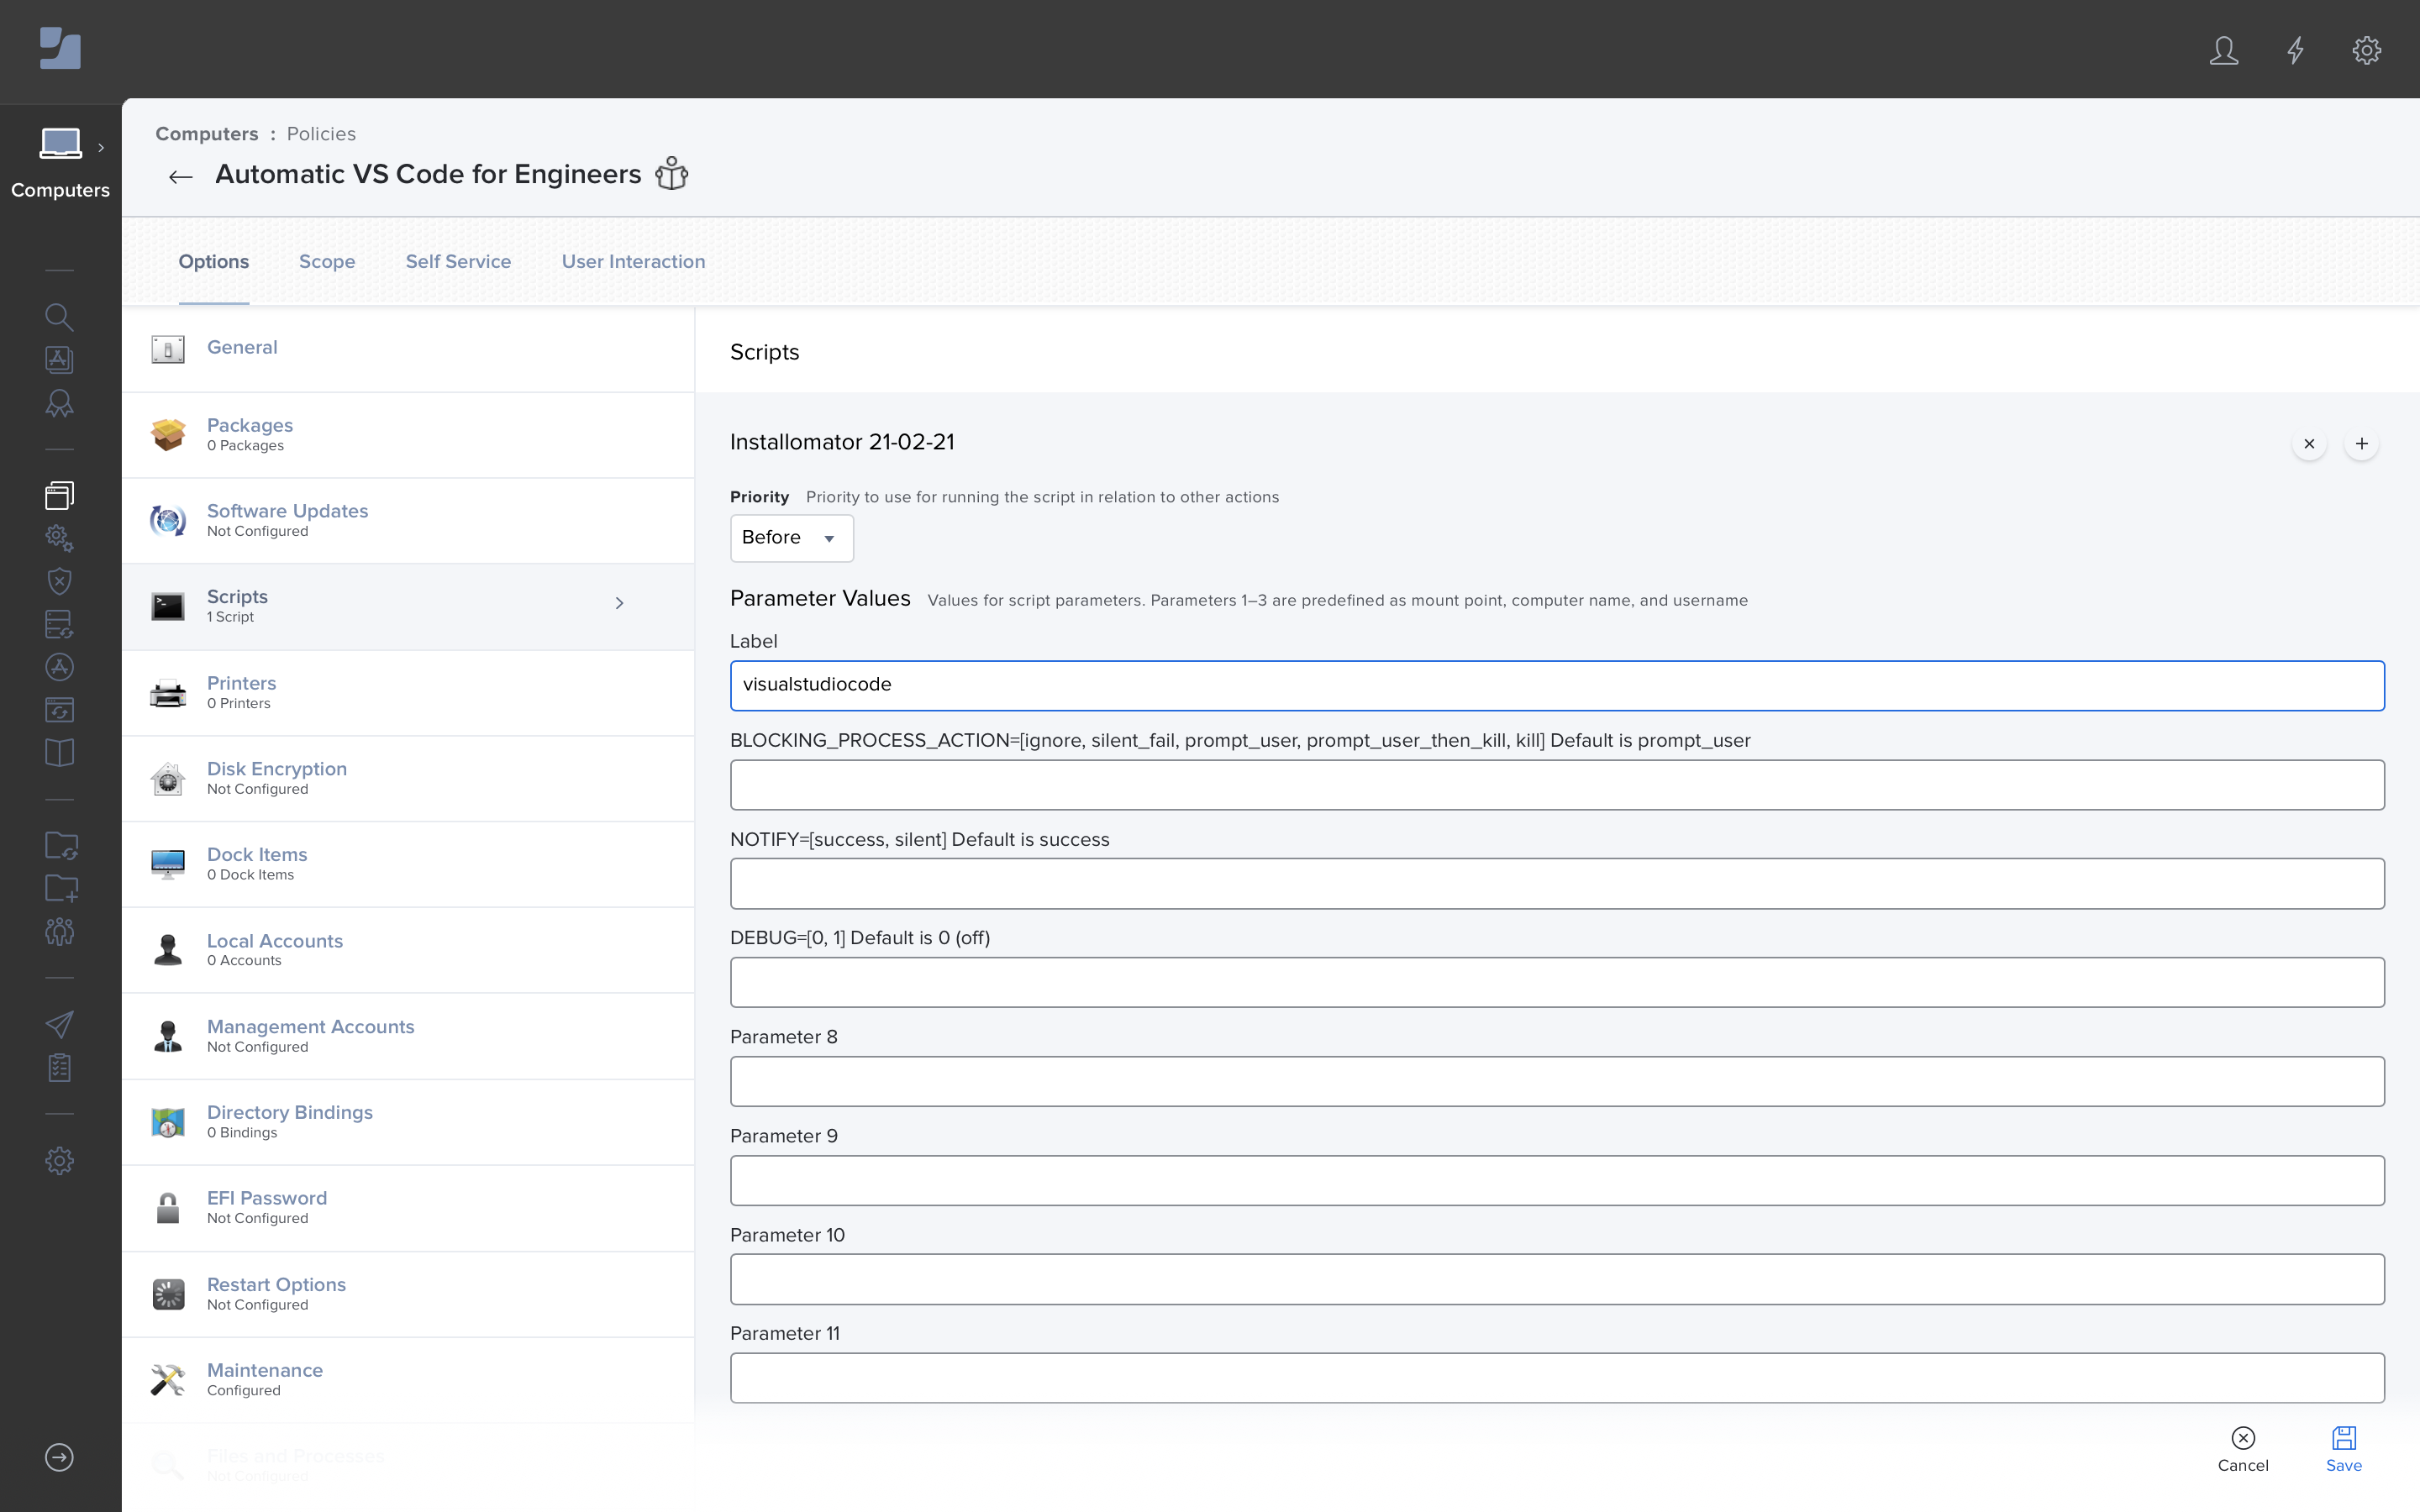 Computers
Computers : Policies
Automatic VS Code for Engineers
Options
Scope
Self Service
User Interaction
General
Packages
0 Packages
Software Updates
Not Configured
Scripts
1 Script
Printers
0 Printers
Disk Encryption
Not Configured
Dock Items
0 Dock Items
Local Accounts
0 Accounts
Management Accounts
Not Configured
Directory Bindings
0 Bindings
EFI Password
Not Configured
Restart Options
Not Configured
Maintenance
Configured
Files and Processes
Not Configured
Scripts
Installomator 21-02-21
Priority Priority to use for running the script in relation to other actions
Before
Parameter Values Values for script parameters. Parameters 1–3 are predefined as mount point, computer name, and username
Label
visualstudiocode
BLOCKING_PROCESS_ACTION=[ignore, silent_fail, prompt_user, prompt_user_then_kill, kill] Default is prompt_user
NOTIFY=[success, silent] Default is success
DEBUG=[0, 1] Default is 0 (off)
Parameter 8
Parameter 9
Parameter 10
Parameter 11
Cancel
Save